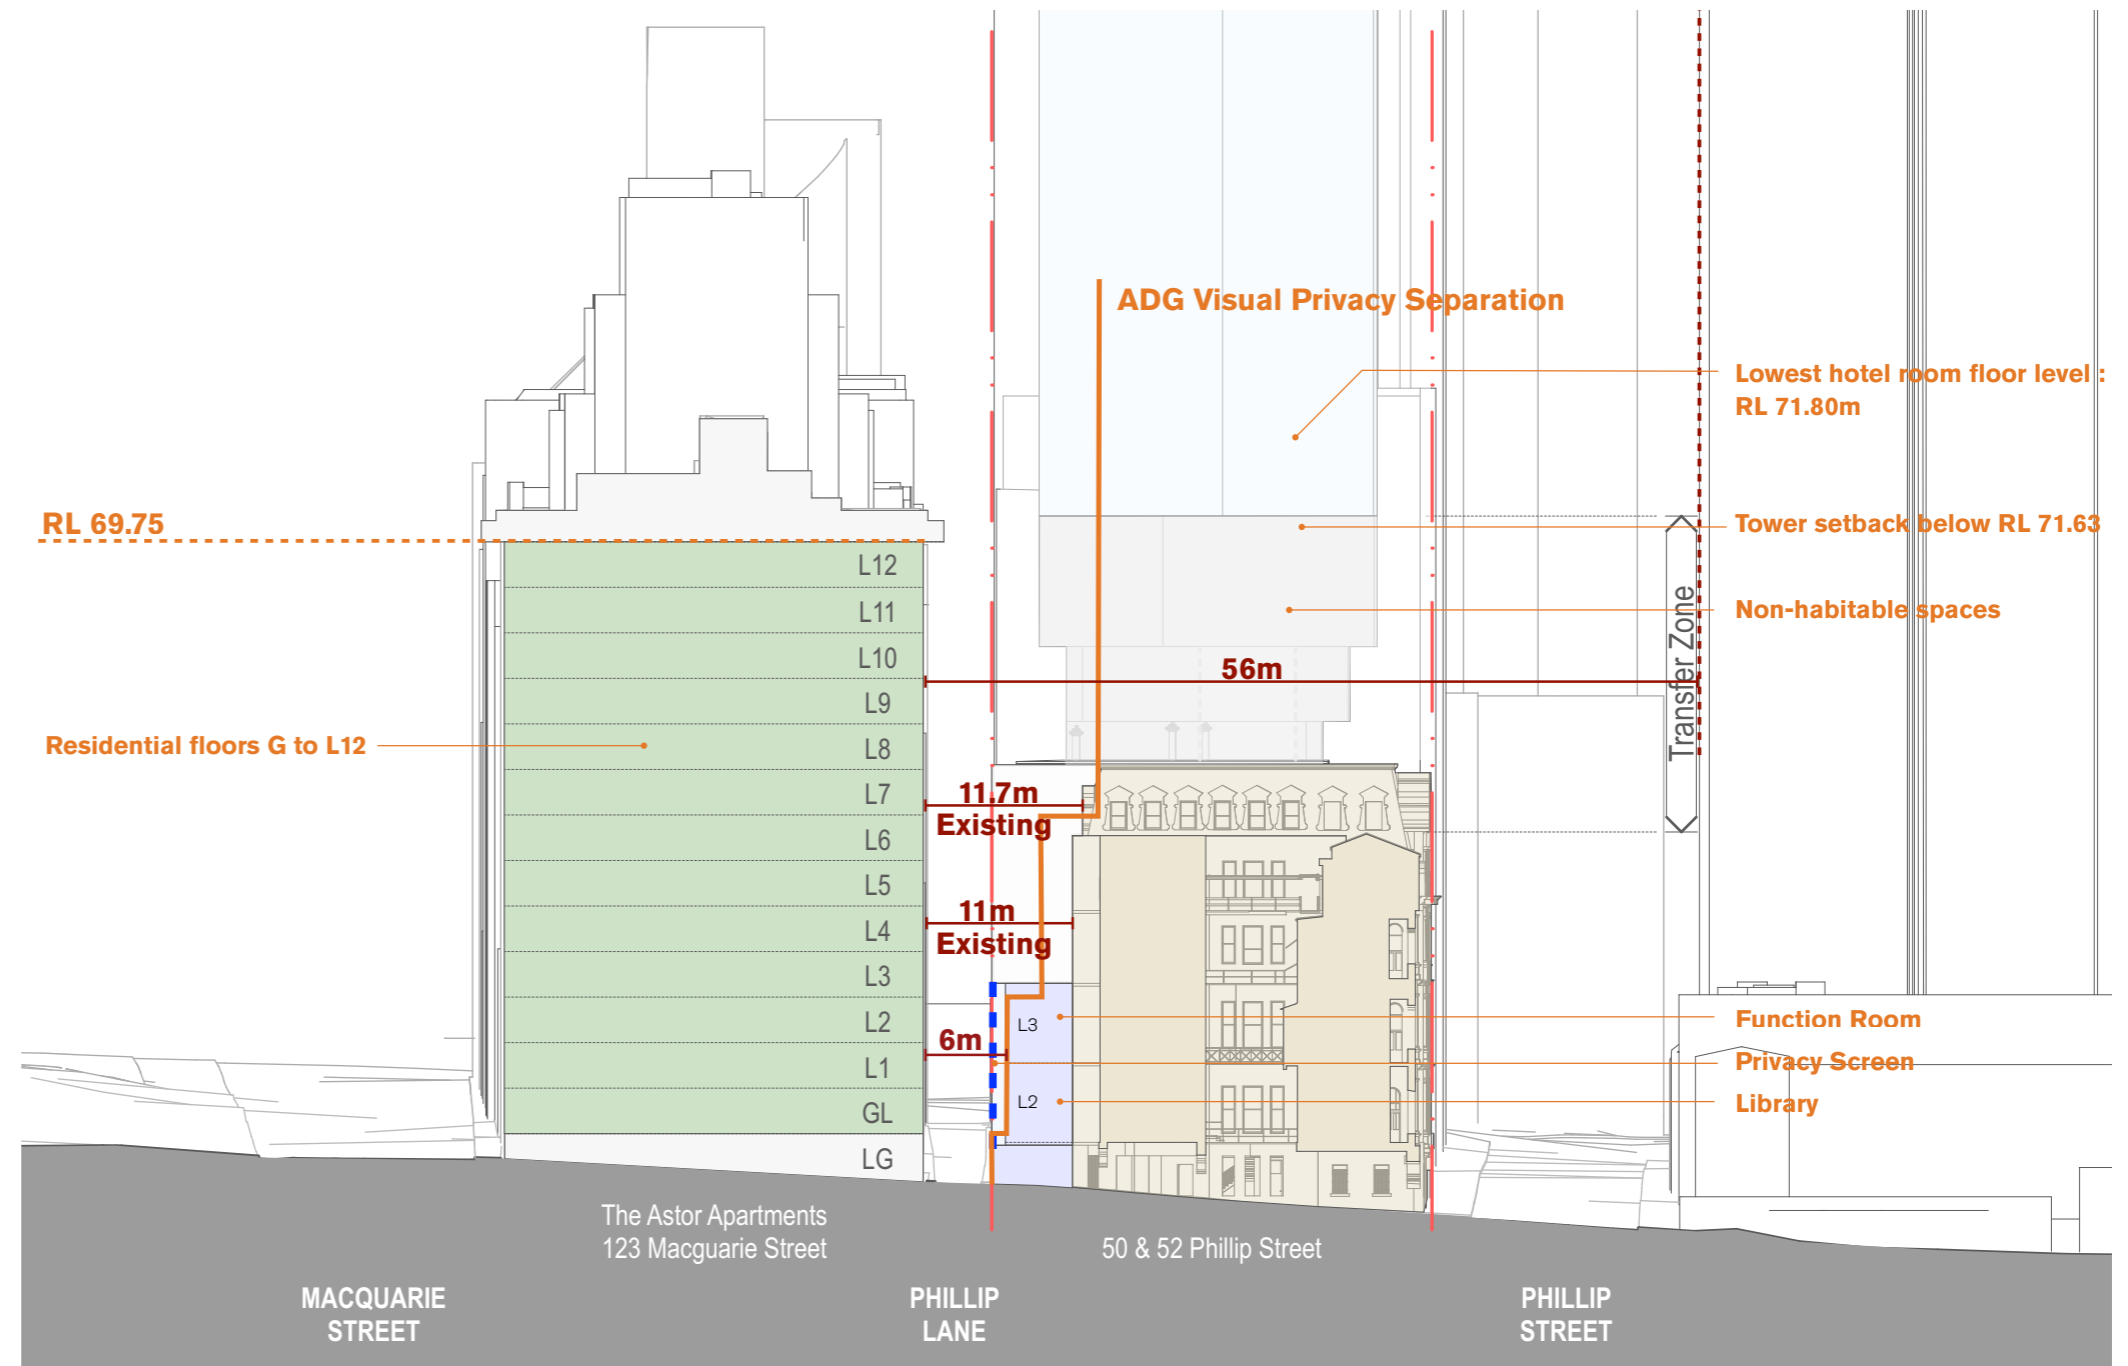 ADG Visual Privacy Separation
Lowest hotel room floor level :
RL 71.80m
RL 69.75
Tower setback below RL 71.63
L12
L11
L10
L9
L8
L7
L6
L5
L4
L3
L2
L1
GL
LG
Non-habitable spaces
Transfer Zone
56m
Residential floors G to L12
11.7m
Existing
11m
Existing
6m
L3
L2
Function Room
Privacy Screen
Library
The Astor Apartments
123 Macguarie Street
50 & 52 Phillip Street
MACQUARIE
STREET
PHILLIP
LANE
PHILLIP
STREET